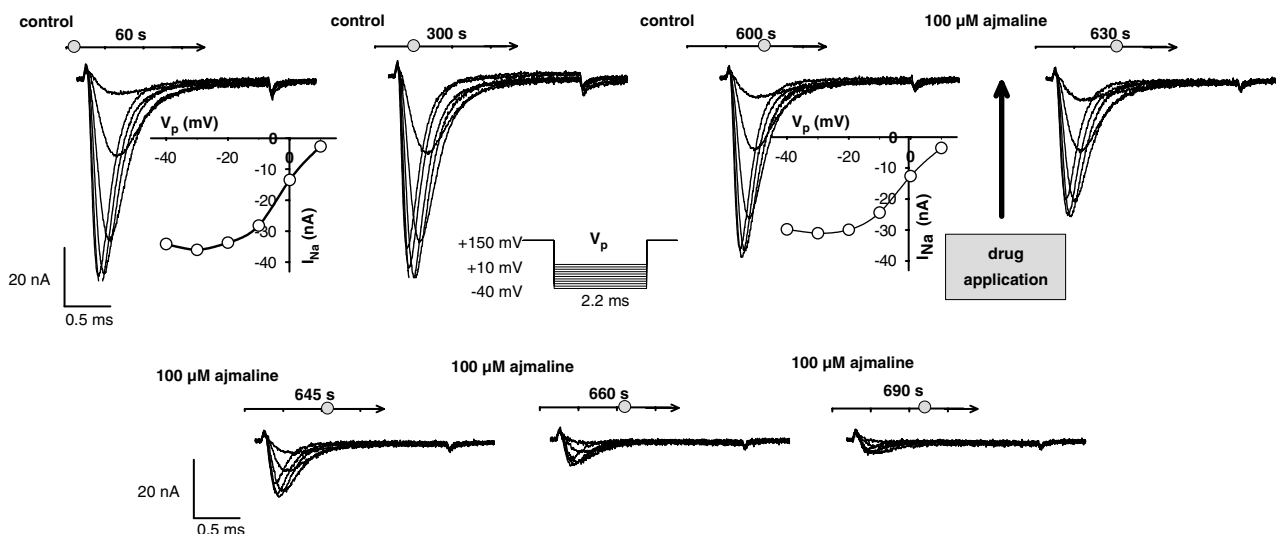 control
60 s
V_p (mV)
-40
-20
0
0
-10
-20
-30
-40
I_Na (nA)
20 nA
0.5 ms
control
300 s
+150 mV
V_p
+10 mV
-40 mV
2.2 ms
control
600 s
V_p (mV)
-40
-20
0
0
-10
-20
-30
-40
I_Na (nA)
100 µM ajmaline
630 s
drug
application
100 µM ajmaline
645 s
20 nA
0.5 ms
100 µM ajmaline
660 s
100 µM ajmaline
690 s